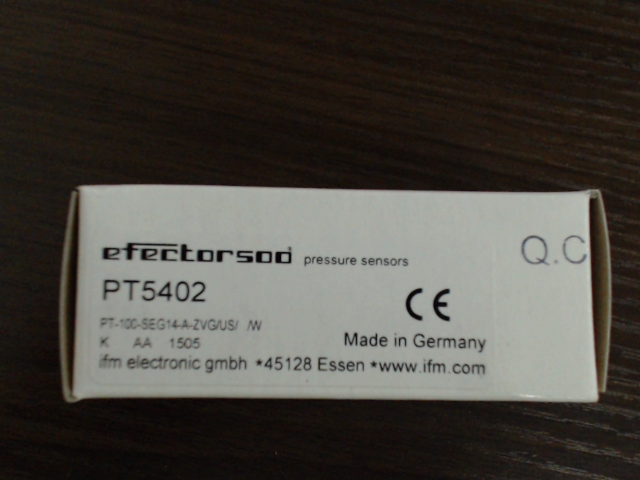 efector500 pressure sensors
Q.C
PT5402
CE
PT-100-SEG14-A-ZVG/US/ /W
K AA 1505
Made in Germany
ifm electronic gmbh *45128 Essen *www.ifm.com